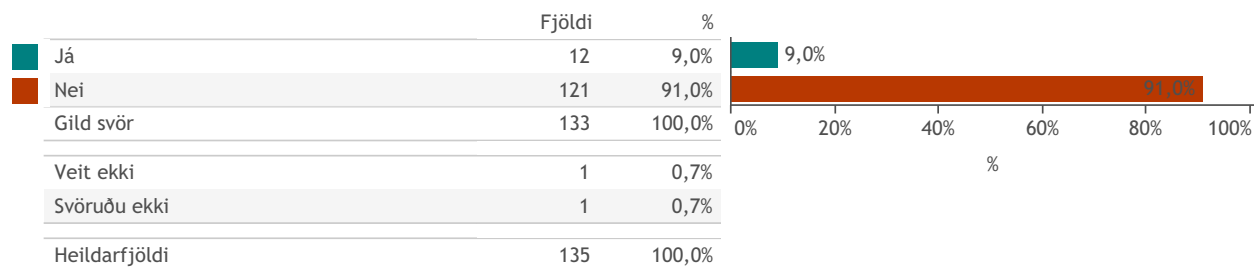 Fjöldi %
Já 12 9,0%
Nei 121 91,0%
Gild svör 133 100,0%
Veit ekki 1 0,7%
Svöruðu ekki 1 0,7%
Heildarfjöldi 135 100,0%
9,0%
91,0%
0% 20% 40% 60% 80% 100%
%